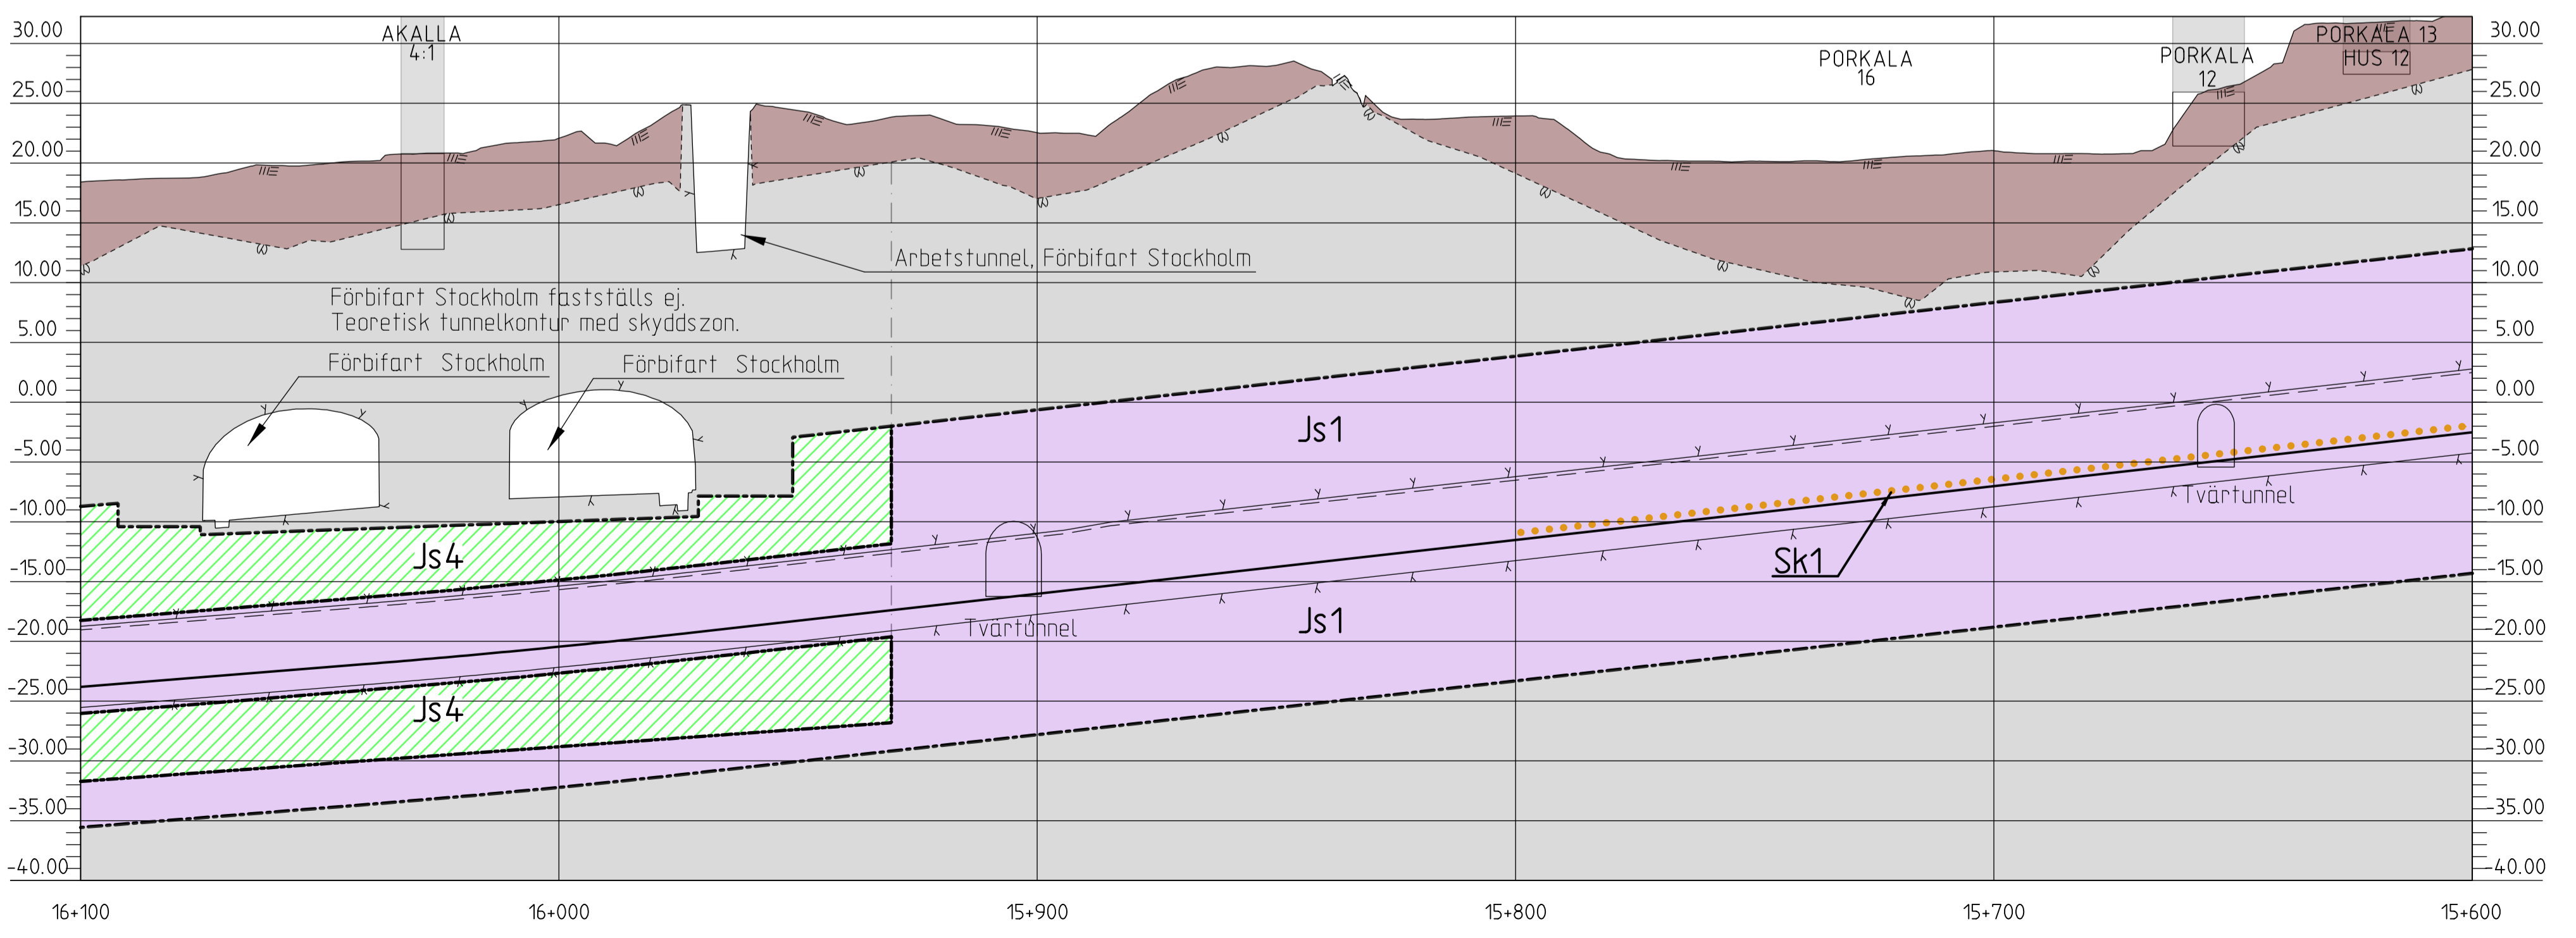 30.00
25.00
20.00
15.00
10.00
5.00
0.00
-5.00
-10.00
-15.00
-20.00
-25.00
-30.00
-35.00
-40.00
AKALLA
4:1
PORKALA
16
PORKALA
12
PORKALA 13
HUS 12
Arbetstunnel, Förbifart Stockholm
Förbifart Stockholm fastställs ej.
Teoretisk tunnelkontur med skyddszon.
Förbifart Stockholm
Förbifart Stockholm
Js1
Js4
Sk1
Tvärtunnel
Js1
Tvärtunnel
Js4
30.00
25.00
20.00
15.00
10.00
5.00
0.00
-5.00
-10.00
-15.00
-20.00
-25.00
-30.00
-35.00
-40.00
16+100
16+000
15+900
15+800
15+700
15+600